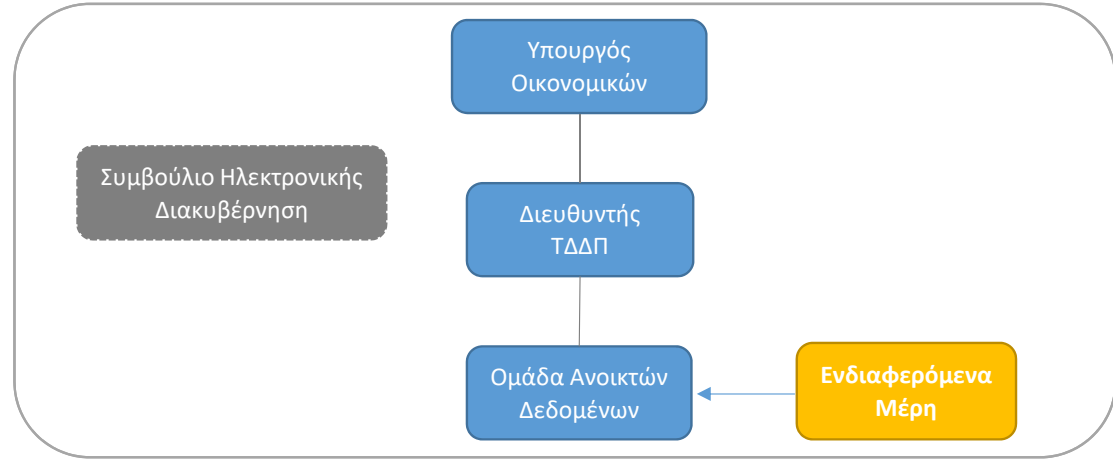 Υπουργός
Οικονομικών
Συμβούλιο Ηλεκτρονικής
Διακυβέρνηση
Διευθυντής
ΤΔΔΠ
Ομάδα Ανοικτών
Δεδομένων
Ενδιαφερόμενα
Μέρη